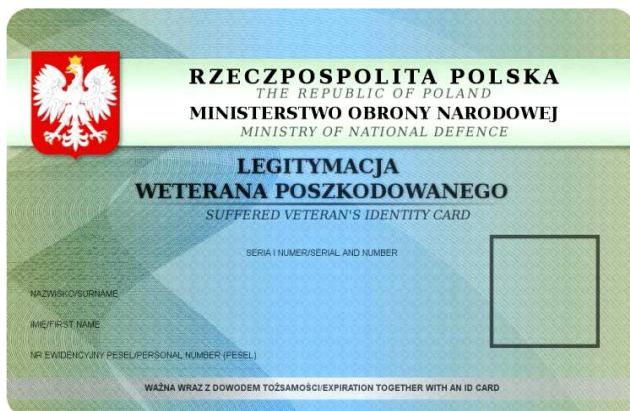 RZECZPOSPOLITA POLSKA
THE REPUBLIC OF POLAND
MINISTERSTWO OBRONY NARODOWEJ
MINISTRY OF NATIONAL DEFENCE
LEGITYMACJA
WETERANA POSZKODOWANEGO
SUFFERED VETERAN'S IDENTITY CARD
SERIA I NUMER/SERIAL AND NUMBER
NAZWISKO/SURNAME
IMIĘ/FIRST NAME
NR EWIDENCYJNY PESEL/PERSONAL NUMBER (PESEL)
WAŻNA WRAZ Z DOWODEM TOŻSAMOŚCI/EXPIRATION TOGETHER WITH AN ID CARD